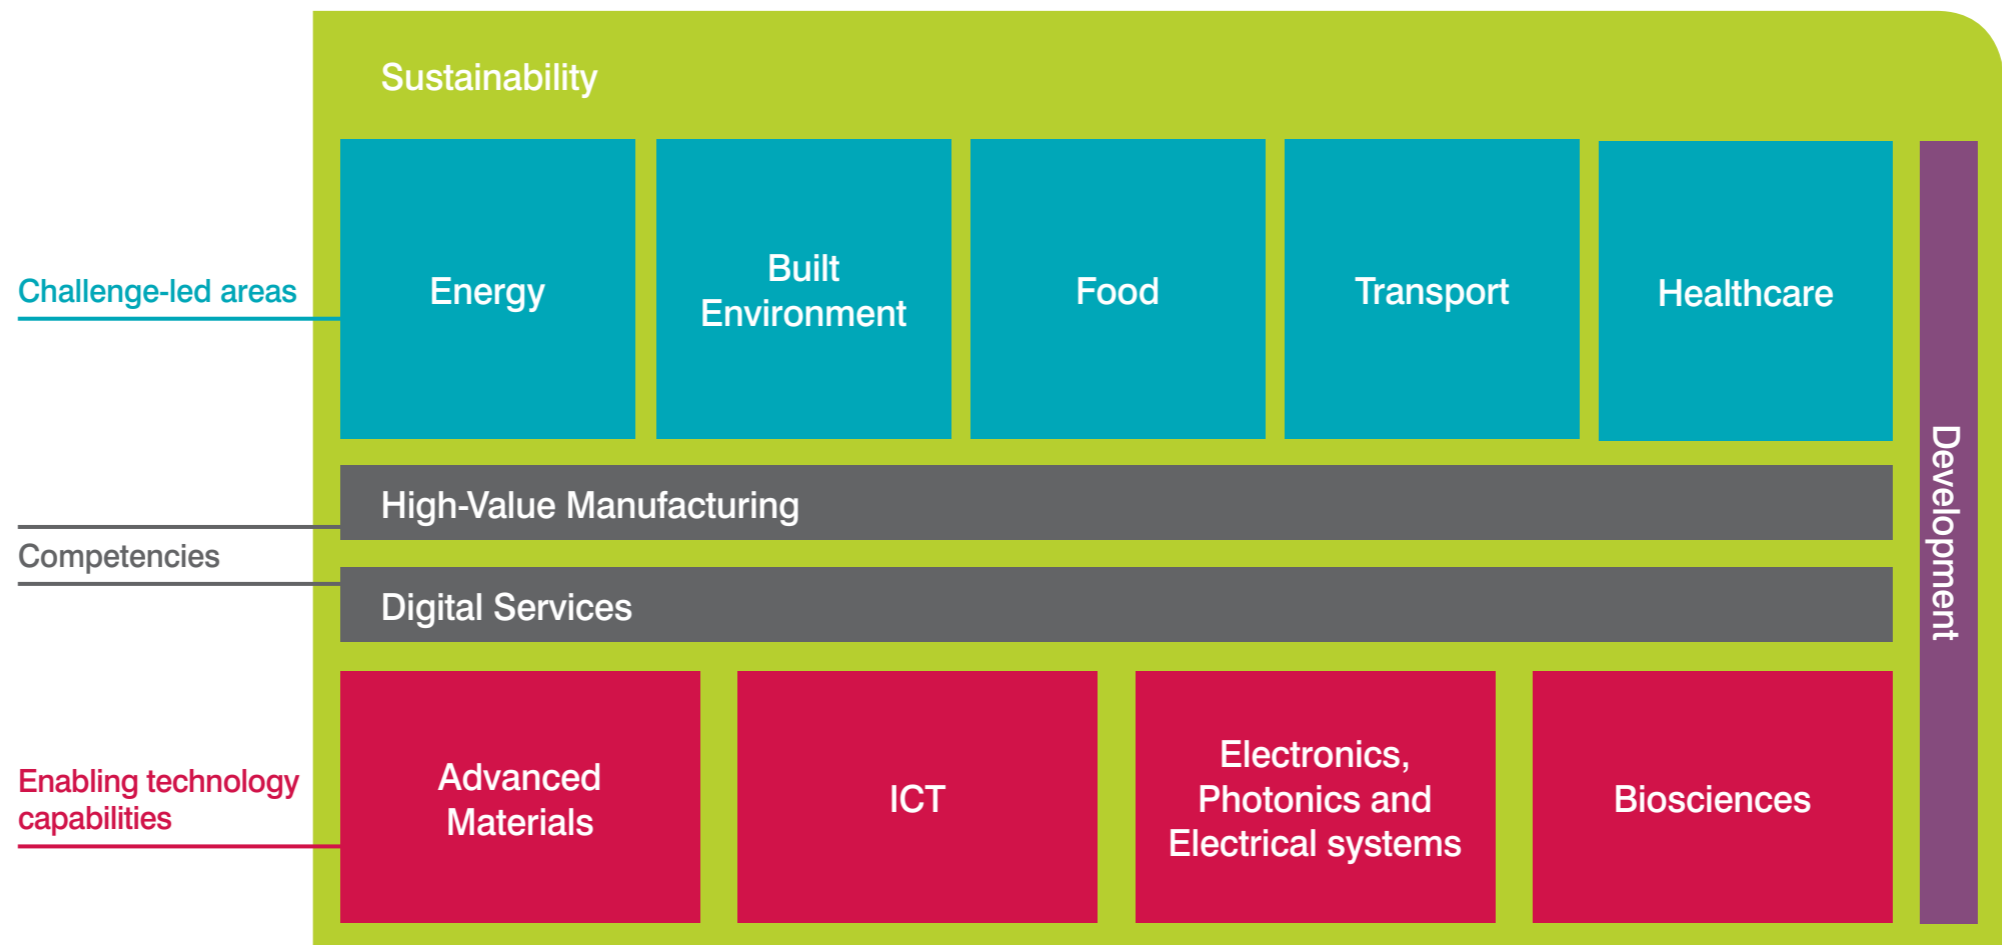 Sustainability
Challenge-led areas
Energy
Built
Environment
Food
Transport
Healthcare
Development
Competencies
High-Value Manufacturing
Digital Services
Enabling technology
capabilities
Advanced
Materials
ICT
Electronics,
Photonics and
Electrical systems
Biosciences